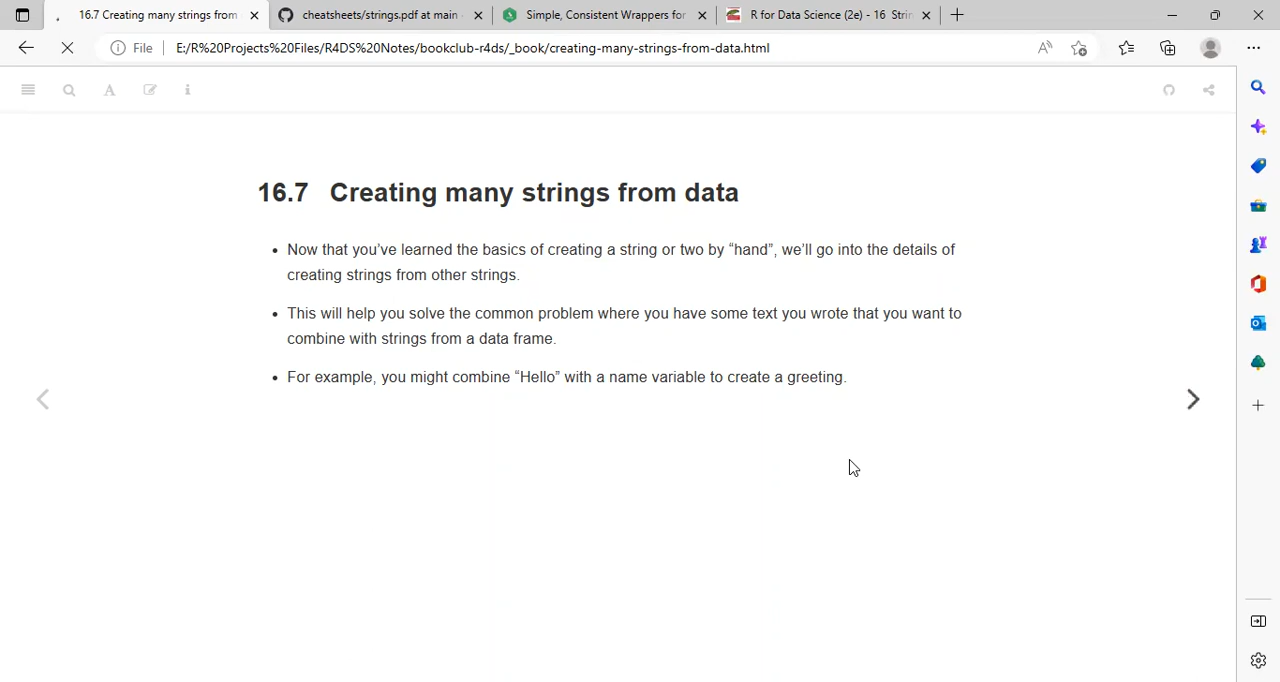 16.7 Creating many strings from
cheatsheets/strings.pdf at main
Simple, Consistent Wrappers for
R for Data Science (2e) - 16 Strin
File
E:/R%20Projects%20Files/R4DS%20Notes/bookclub-r4ds/_book/creating-many-strings-from-data.html
16.7 Creating many strings from data
• Now that you’ve learned the basics of creating a string or two by “hand”, we’ll go into the details of
creating strings from other strings.
• This will help you solve the common problem where you have some text you wrote that you want to
combine with strings from a data frame.
• For example, you might combine “Hello” with a name variable to create a greeting.